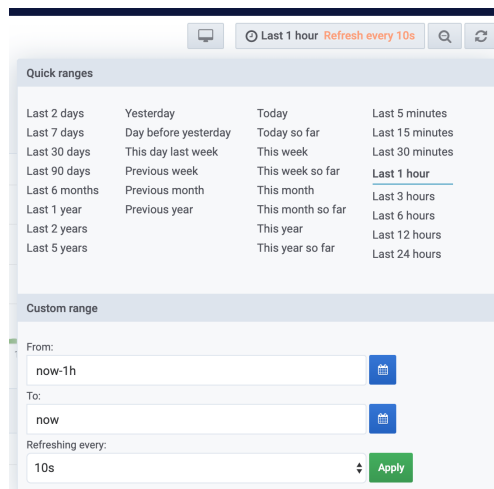 Last 1 hour Refresh every 10s
Quick ranges
Last 2 days Yesterday Today Last 5 minutes
Last 7 days Day before yesterday Today so far Last 15 minutes
Last 30 days This day last week This week Last 30 minutes
Last 90 days Previous week This week so far Last 1 hour
Last 6 months Previous month This month Last 3 hours
Last 1 year Previous year This month so far Last 6 hours
Last 2 years This year Last 12 hours
Last 5 years This year so far Last 24 hours
Custom range
From:
now-1h
To:
now
Refreshing every:
10s Apply